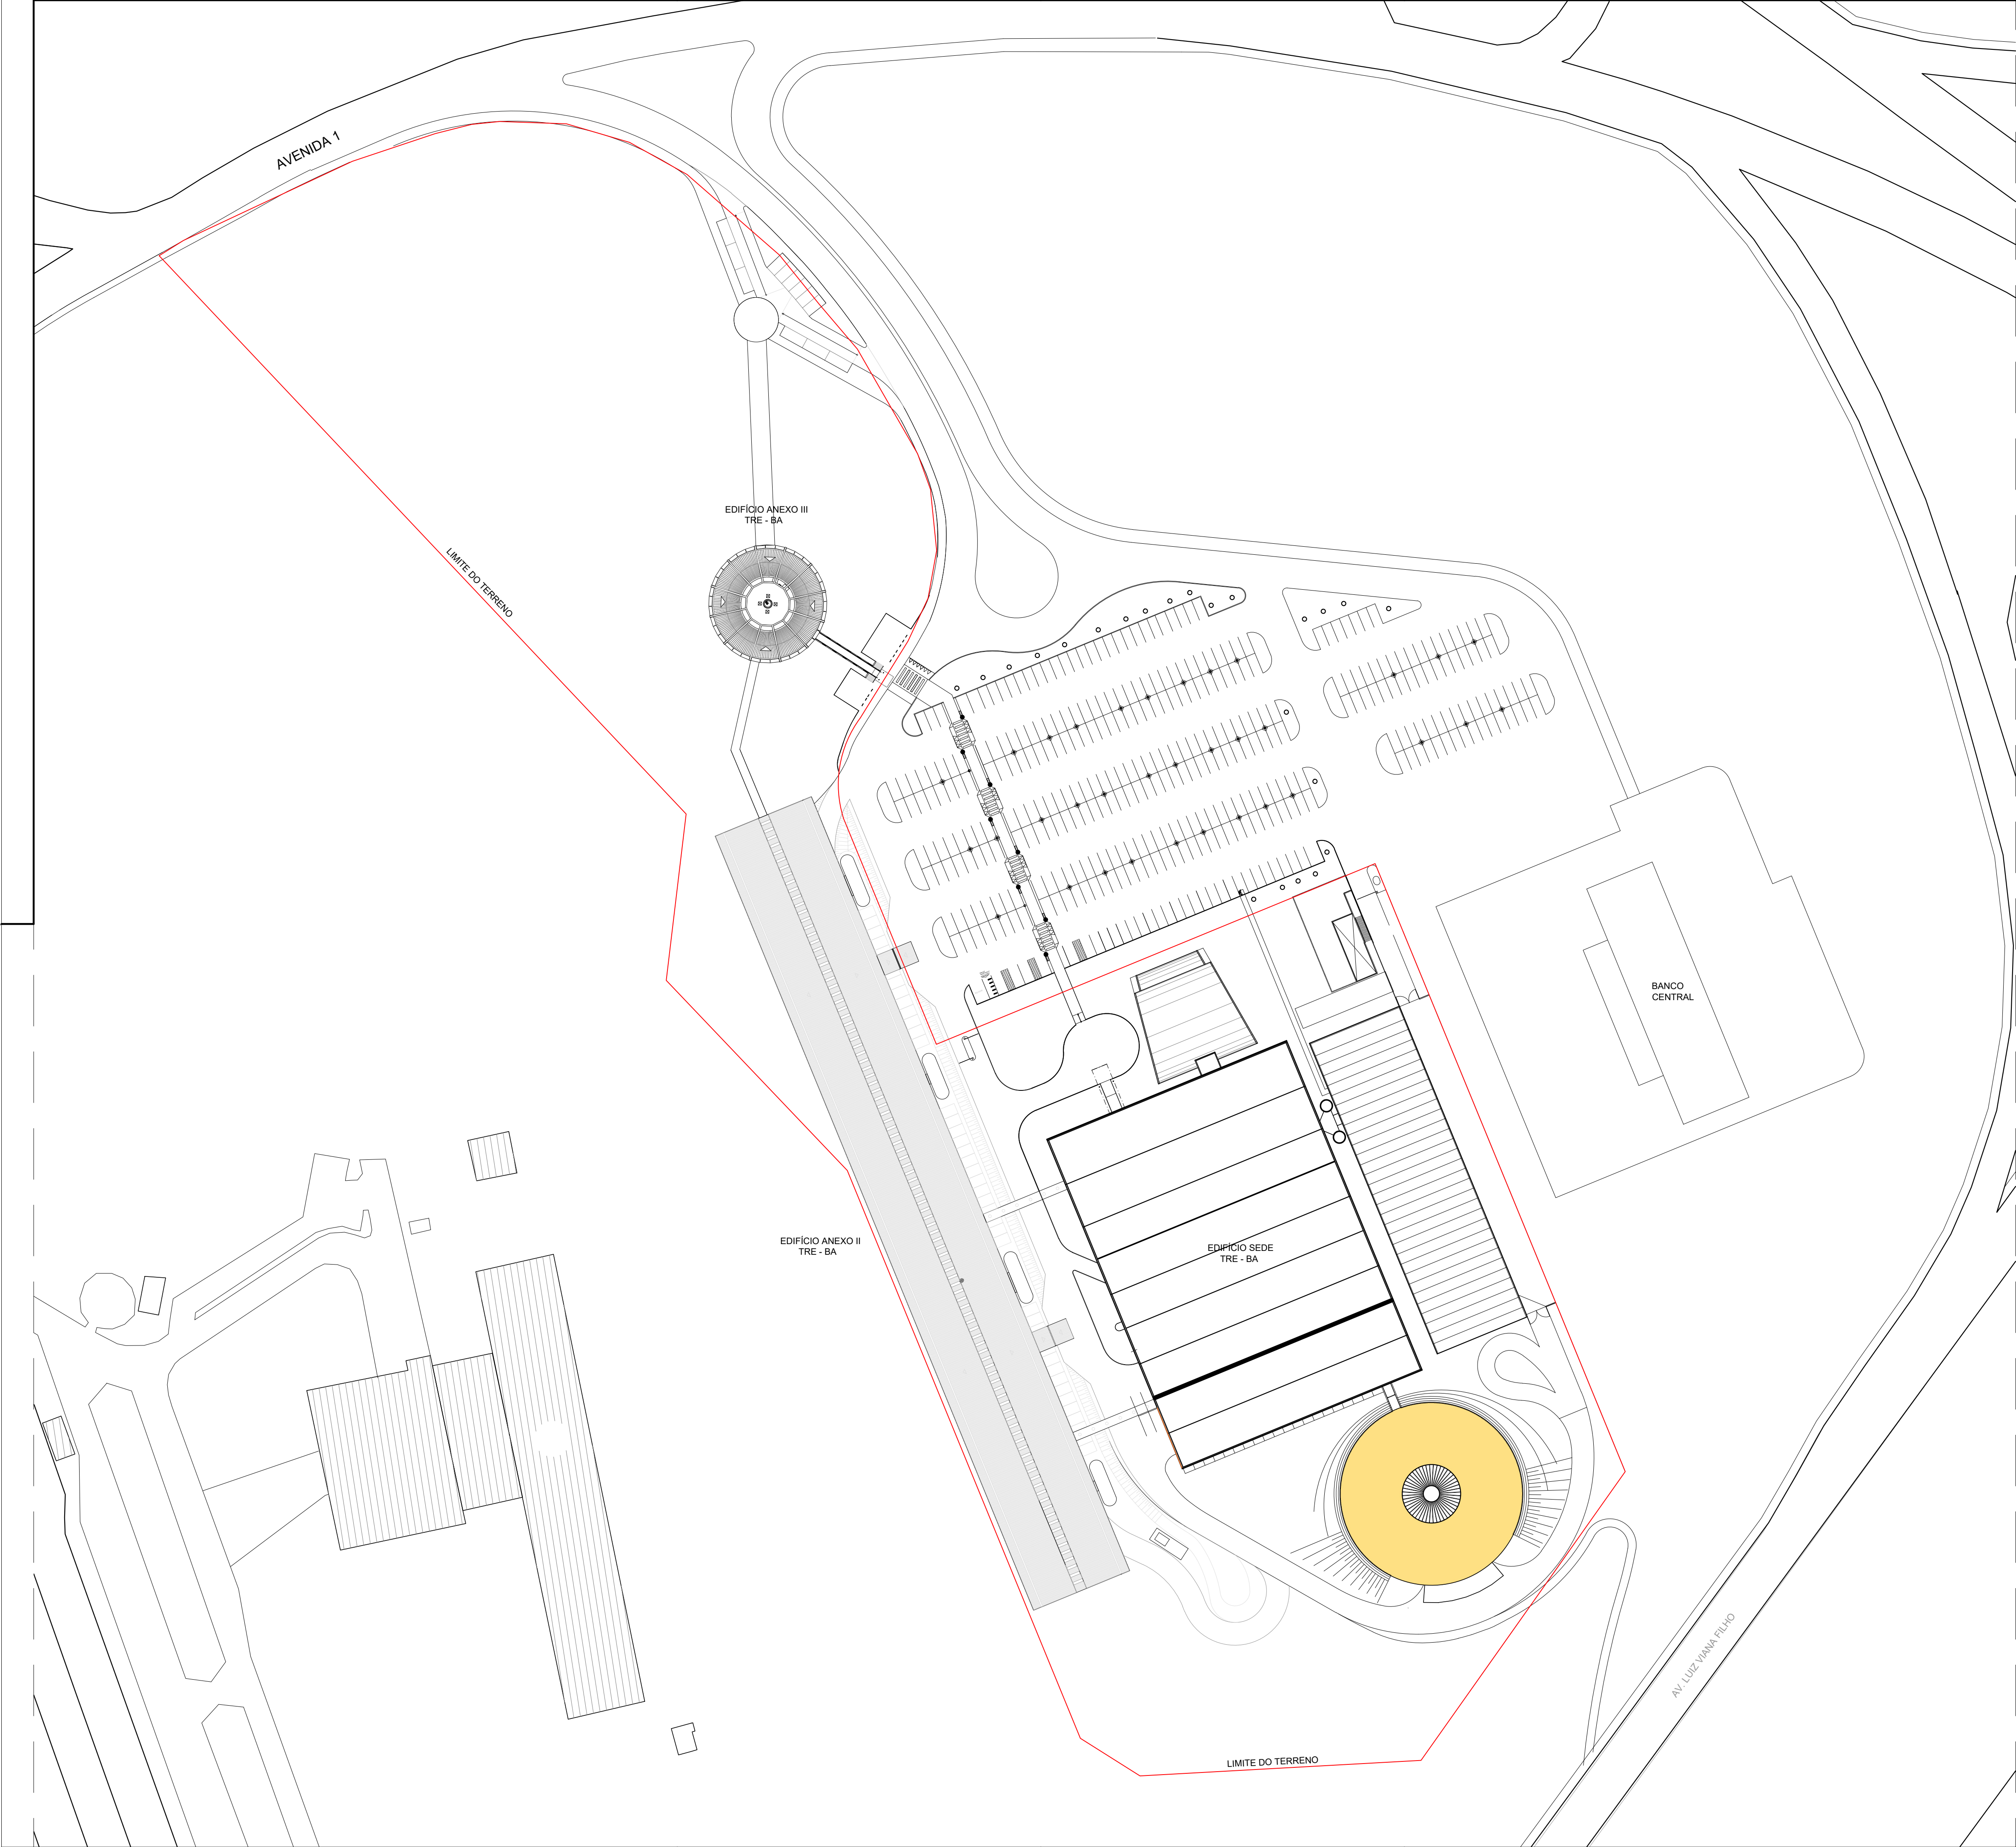 AVENIDA 1
EDIFÍCIO ANEXO III
TRE - BA
LIMITE DO TERRENO
BANCO
CENTRAL
EDIFÍCIO ANEXO II
TRE - BA
EDIFÍCIO SEDE
TRE - BA
AV. LUIZ VIANA FILHO
LIMITE DO TERRENO